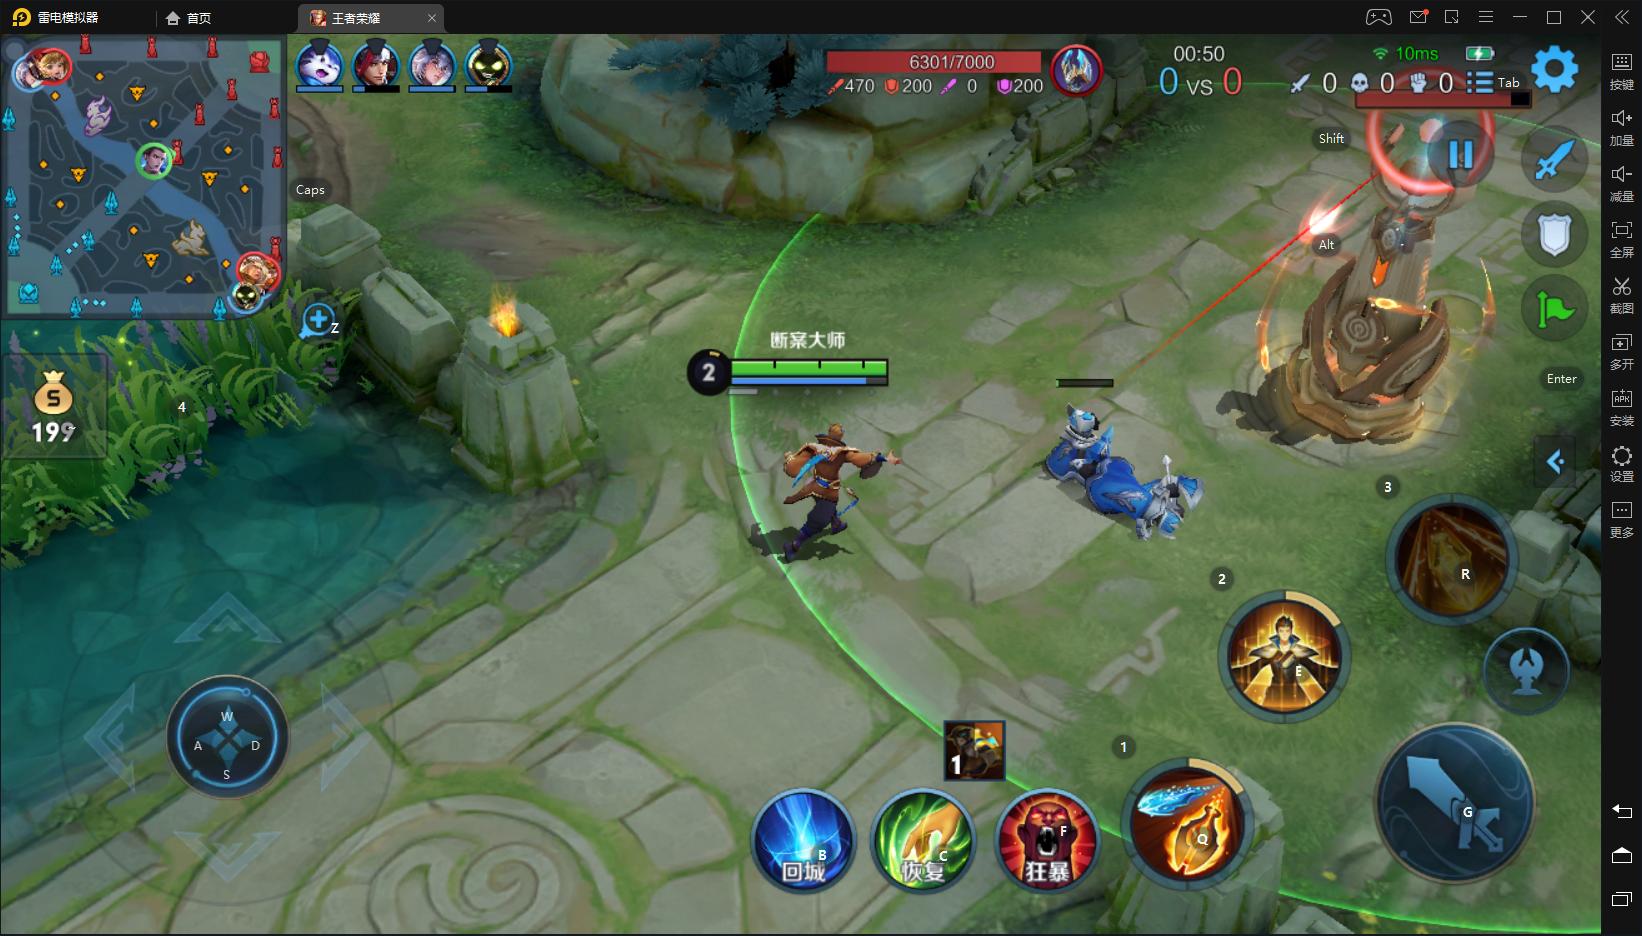 雷电模拟器
首页
王者荣耀
6301/7000
470 200 0 200
00:50
0 VS 0
10ms
0 0 0 Tab
Shift
Caps
Alt
Z
S
199
4
断案大师
2
Enter
3
R
2
E
W
A D
S
1
1
B
回城
C
恢复
F
狂暴
Q
G
按键
加量
减量
全屏
截图
多开
APK
安装
设置
更多